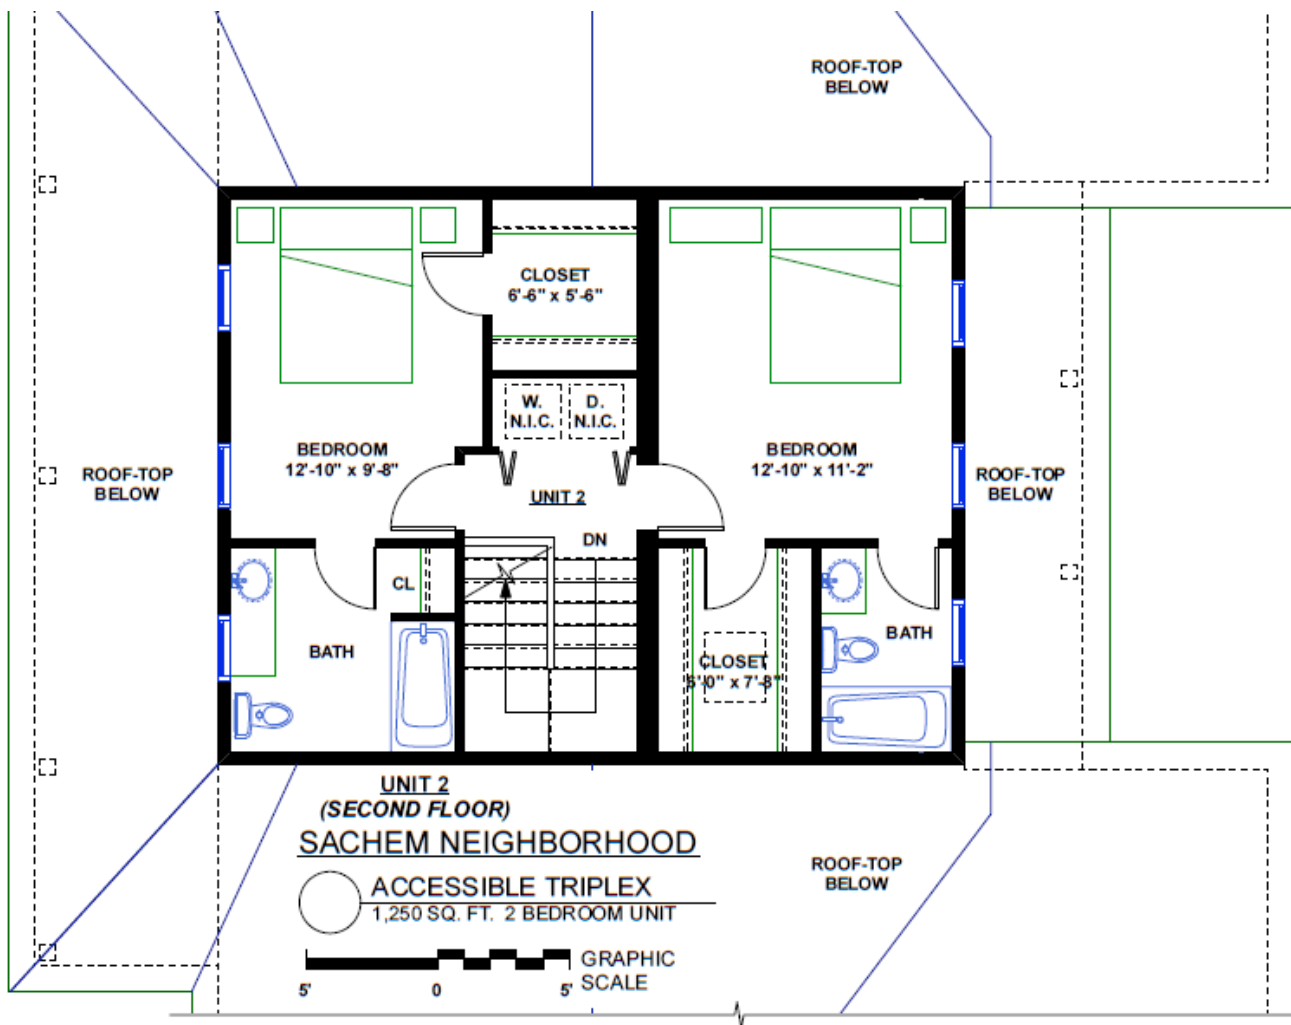 ROOF-TOP
BELOW
CLOSET
6'-6" x 5'-6"
W.
N.I.C.
D.
N.I.C.
BEDROOM
12'-10" x 9'-8"
BEDROOM
12'-10" x 11'-2"
ROOF-TOP
BELOW
ROOF-TOP
BELOW
UNIT 2
DN
CL
BATH
BATH
CLOSET
6'-0" x 7'-8"
UNIT 2
(SECOND FLOOR)
SACHEM NEIGHBORHOOD
ACCESSIBLE TRIPLEX
1,250 SQ. FT. 2 BEDROOM UNIT
ROOF-TOP
BELOW
GRAPHIC
SCALE
5' 0 5'